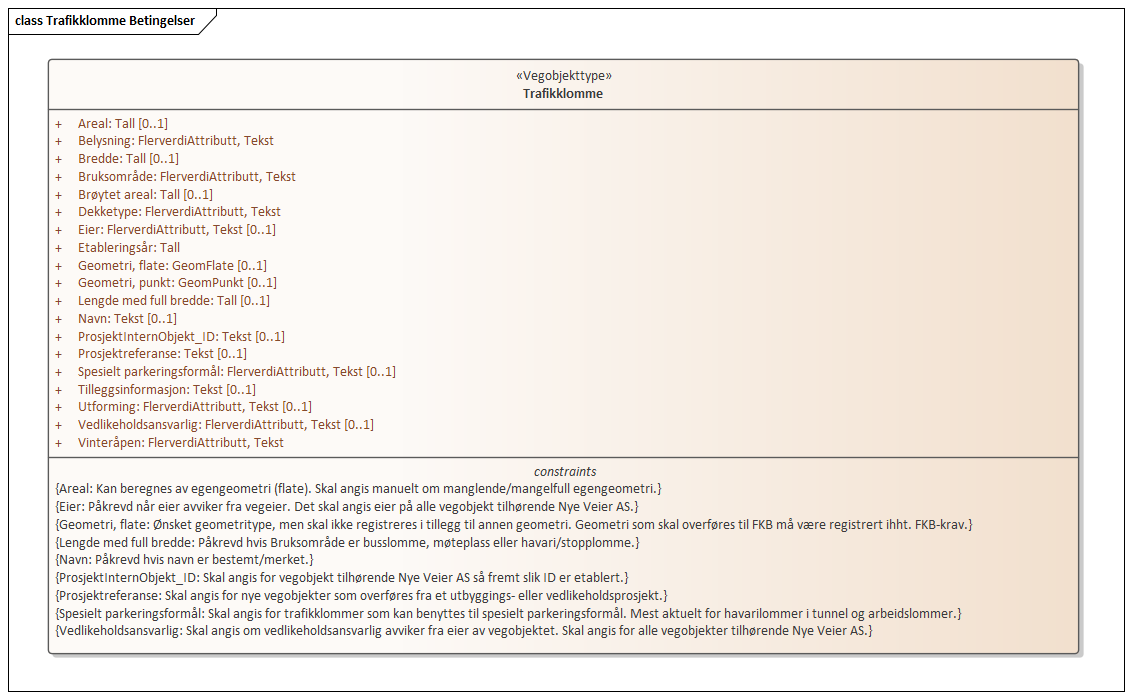 class Trafikklomme Betingelser
«Vegobjekttype»
Trafikklomme
+ Areal: Tall [0..1]
+ Belysning: FlerverdiAttributt, Tekst
+ Bredde: Tall [0..1]
+ Bruksområde: FlerverdiAttributt, Tekst
+ Brøytet areal: Tall [0..1]
+ Dekketype: FlerverdiAttributt, Tekst
+ Eier: FlerverdiAttributt, Tekst [0..1]
+ Etableringsår: Tall
+ Geometri, flate: GeomFlate [0..1]
+ Geometri, punkt: GeomPunkt [0..1]
+ Lengde med full bredde: Tall [0..1]
+ Navn: Tekst [0..1]
+ ProsjektInternObjekt_ID: Tekst [0..1]
+ Prosjektreferanse: Tekst [0..1]
+ Spesielt parkeringsformål: FlerverdiAttributt, Tekst [0..1]
+ Tilleggsinformasjon: Tekst [0..1]
+ Utforming: FlerverdiAttributt, Tekst [0..1]
+ Vedlikeholdsansvarlig: FlerverdiAttributt, Tekst [0..1]
+ Vinteråpen: FlerverdiAttributt, Tekst
constraints
{Areal: Kan beregnes av egengeometri (flate). Skal angis manuelt om manglende/mangelfull egengeometri.}
{Eier: Påkrevd når eier avviker fra vegeier. Det skal angis eier på alle vegobjekt tilhørende Nye Veier AS.}
{Geometri, flate: Ønsket geometritype, men skal ikke registreres i tillegg til annen geometri. Geometri som skal overføres til FKB må være registrert ihht. FKB-krav.}
{Lengde med full bredde: Påkrevd hvis Bruksområde er busslomme, møteplass eller havari/stopplomme.}
{Navn: Påkrevd hvis navn er bestemt/merket.}
{ProsjektInternObjekt_ID: Skal angis for vegobjekt tilhørende Nye Veier AS så fremt slik ID er etablert.}
{Prosjektreferanse: Skal angis for nye vegobjekter som overføres fra et utbyggings- eller vedlikeholdsprosjekt.}
{Spesielt parkeringsformål: Skal angis for trafikklommer som kan benyttes til spesielt parkeringsformål. Mest aktuelt for havarilommer i tunnel og arbeidslommer.}
{Vedlikeholdsansvarlig: Skal angis om vedlikeholdsansvarlig avviker fra eier av vegobjektet. Skal angis for alle vegobjekter tilhørende Nye Veier AS.}